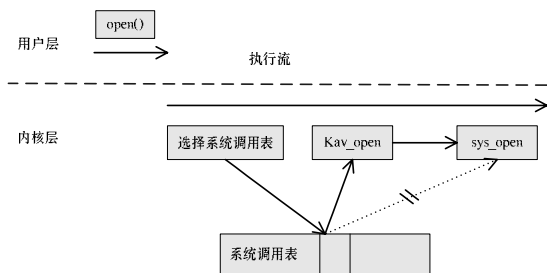 open()
用户层
执行流
内核层
选择系统调用表
Kav_open
sys_open
系统调用表